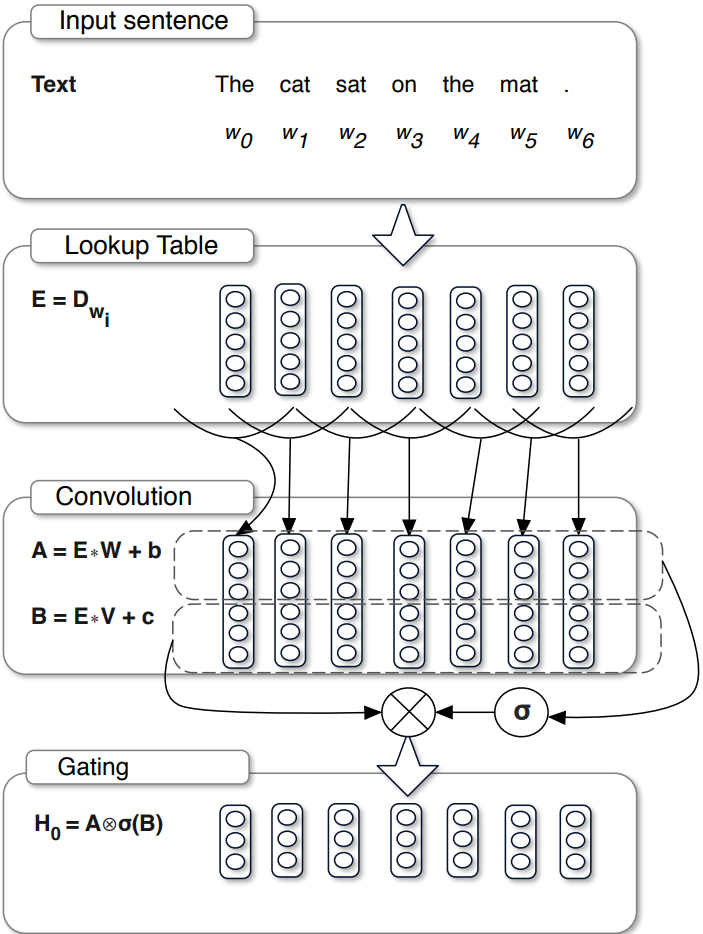 Input sentence
Text The cat sat on the mat .
w0 w1 w2 w3 w4 w5 w6
Lookup Table
E = Dwi
Convolution
A = E*W + b
B = E*V + c
σ
Gating
H0 = A⊗σ(B)